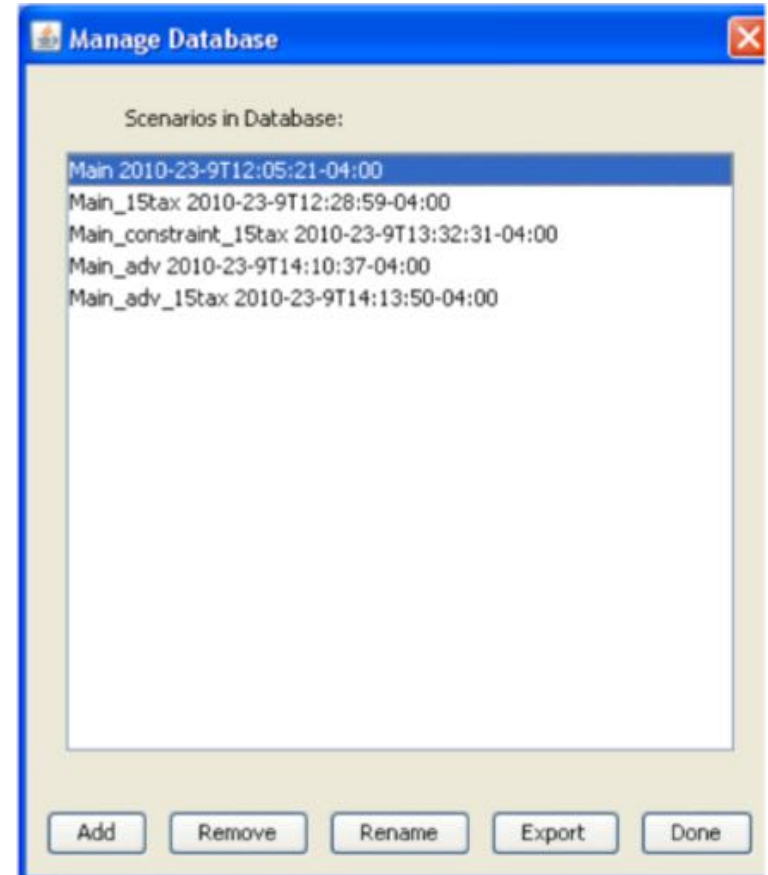 Manage Database
Scenarios in Database:
Main 2010-23-9T12:05:21-04:00
Main_15tax 2010-23-9T12:28:59-04:00
Main_constraint_15tax 2010-23-9T13:32:31-04:00
Main_adv 2010-23-9T14:10:37-04:00
Main_adv_15tax 2010-23-9T14:13:50-04:00
Add Remove Rename Export Done